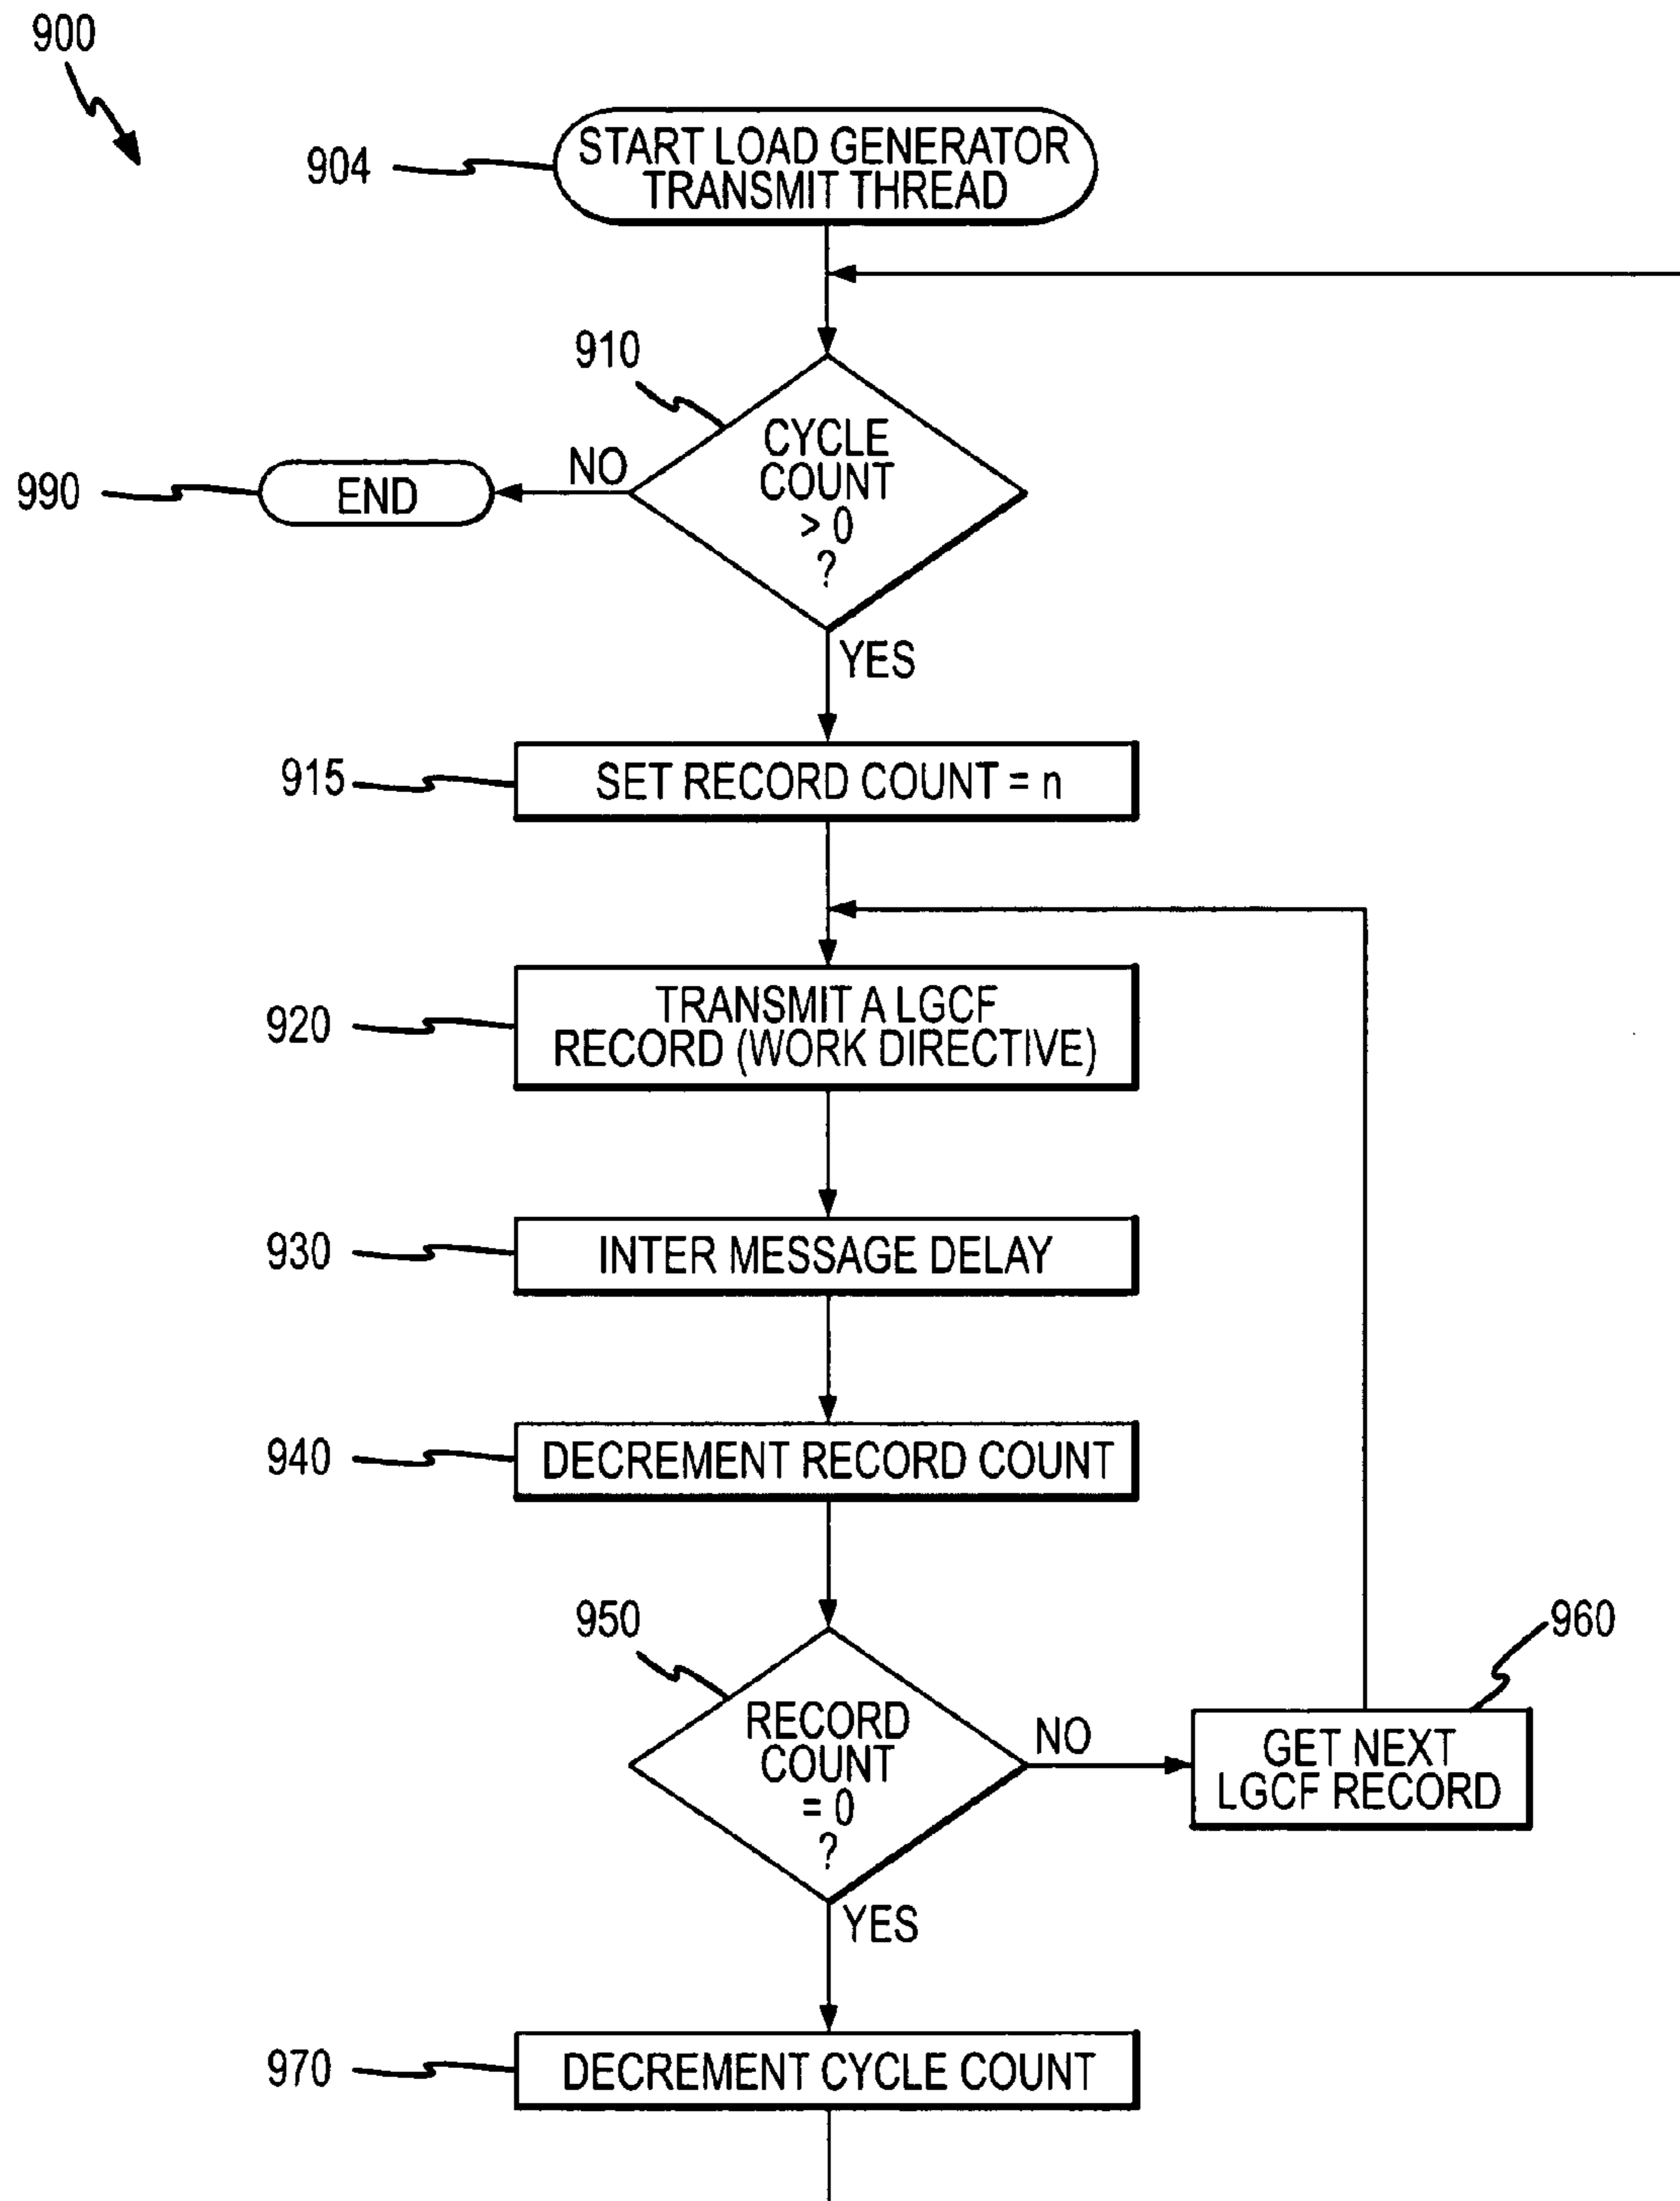 900
904
START LOAD GENERATOR
TRANSMIT THREAD
910
CYCLE
COUNT
> 0
?
NO
990
END
YES
915
SET RECORD COUNT = n
920
TRANSMIT A LGCF
RECORD (WORK DIRECTIVE)
930
INTER MESSAGE DELAY
940
DECREMENT RECORD COUNT
950
RECORD
COUNT
= 0
?
NO
960
GET NEXT
LGCF RECORD
YES
970
DECREMENT CYCLE COUNT